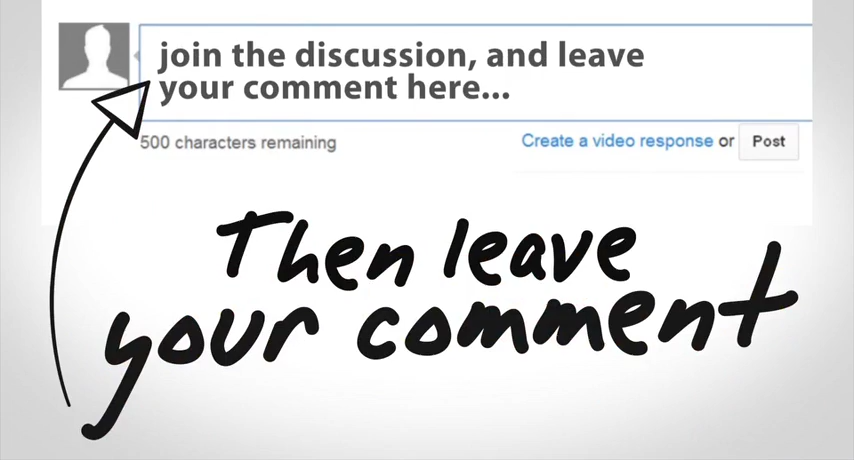 join the discussion, and leave
your comment here...
500 characters remaining
Create a video response or Post
Then leave
your comment